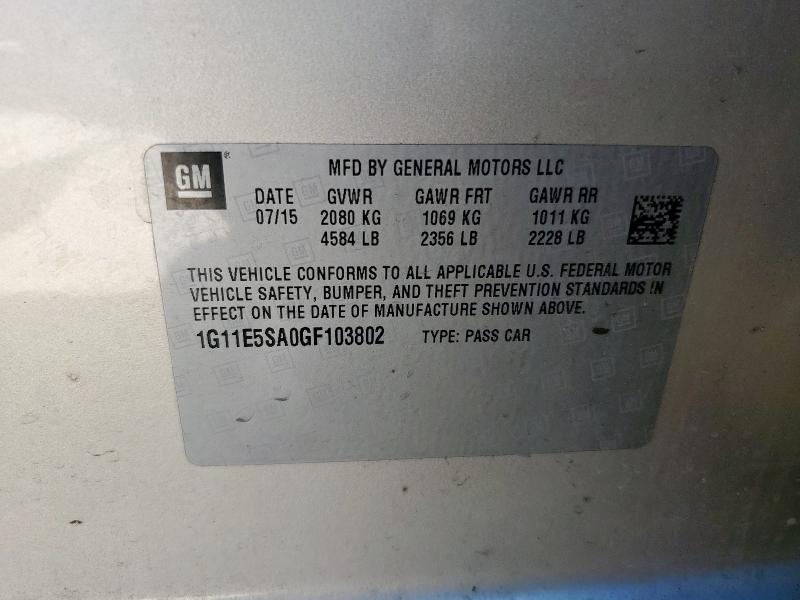 GM
MFD BY GENERAL MOTORS LLC
DATE GVWR GAWR FRT GAWR RR
07/15 2080 KG 1069 KG 1011 KG
4584 LB 2356 LB 2228 LB
THIS VEHICLE CONFORMS TO ALL APPLICABLE U.S. FEDERAL MOTOR
VEHICLE SAFETY, BUMPER, AND THEFT PREVENTION STANDARDS IN
EFFECT ON THE DATE OF MANUFACTURE SHOWN ABOVE.
1G11E5SA0GF103802 TYPE: PASS CAR